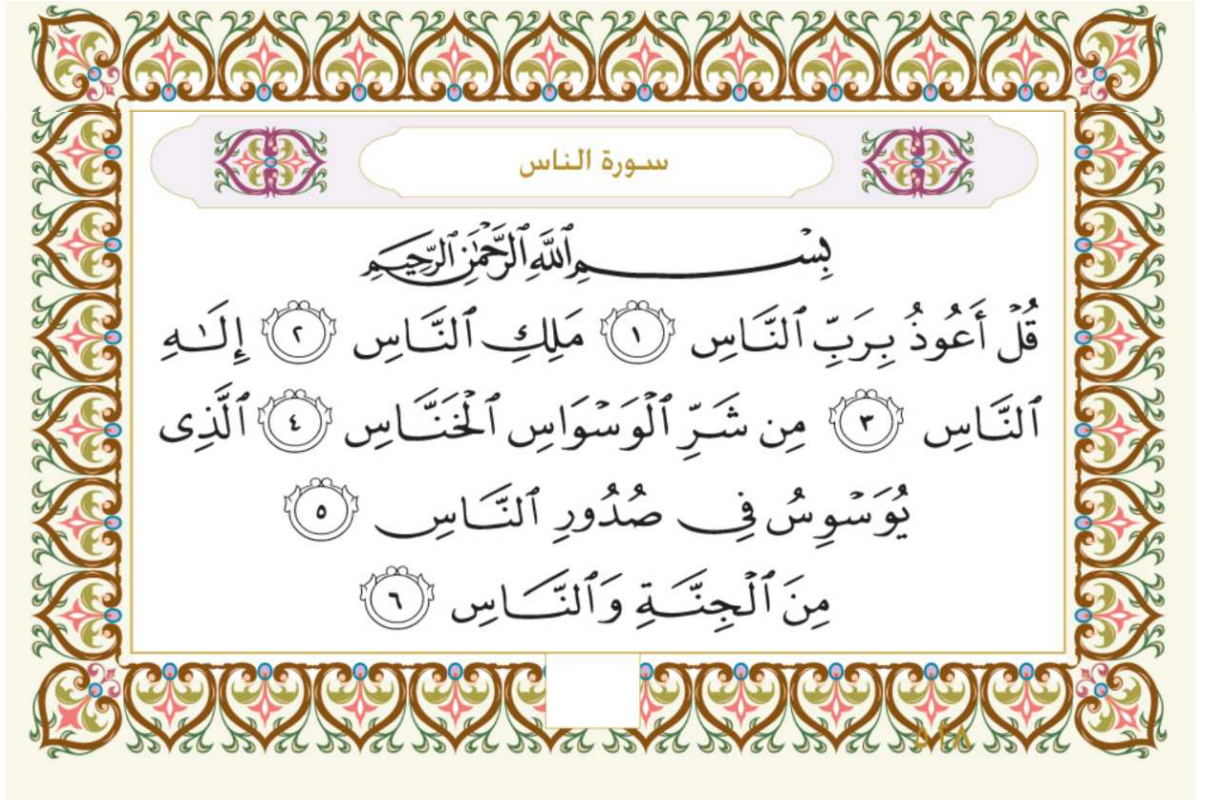 سورة الناس
بِسْمِ ٱللَّهِ ٱلرَّحْمَٰنِ ٱلرَّحِيمِ
قُلْ أَعُوذُ بِرَبِّ ٱلنَّاسِ ١ مَلِكِ ٱلنَّاسِ ٢ إِلَٰهِ
ٱلنَّاسِ ٣ مِن شَرِّ ٱلْوَسْوَاسِ ٱلْخَنَّاسِ ٤ ٱلَّذِى
يُوَسْوِسُ فِى صُدُورِ ٱلنَّاسِ ٥
مِنَ ٱلْجِنَّةِ وَٱلنَّاسِ ٦